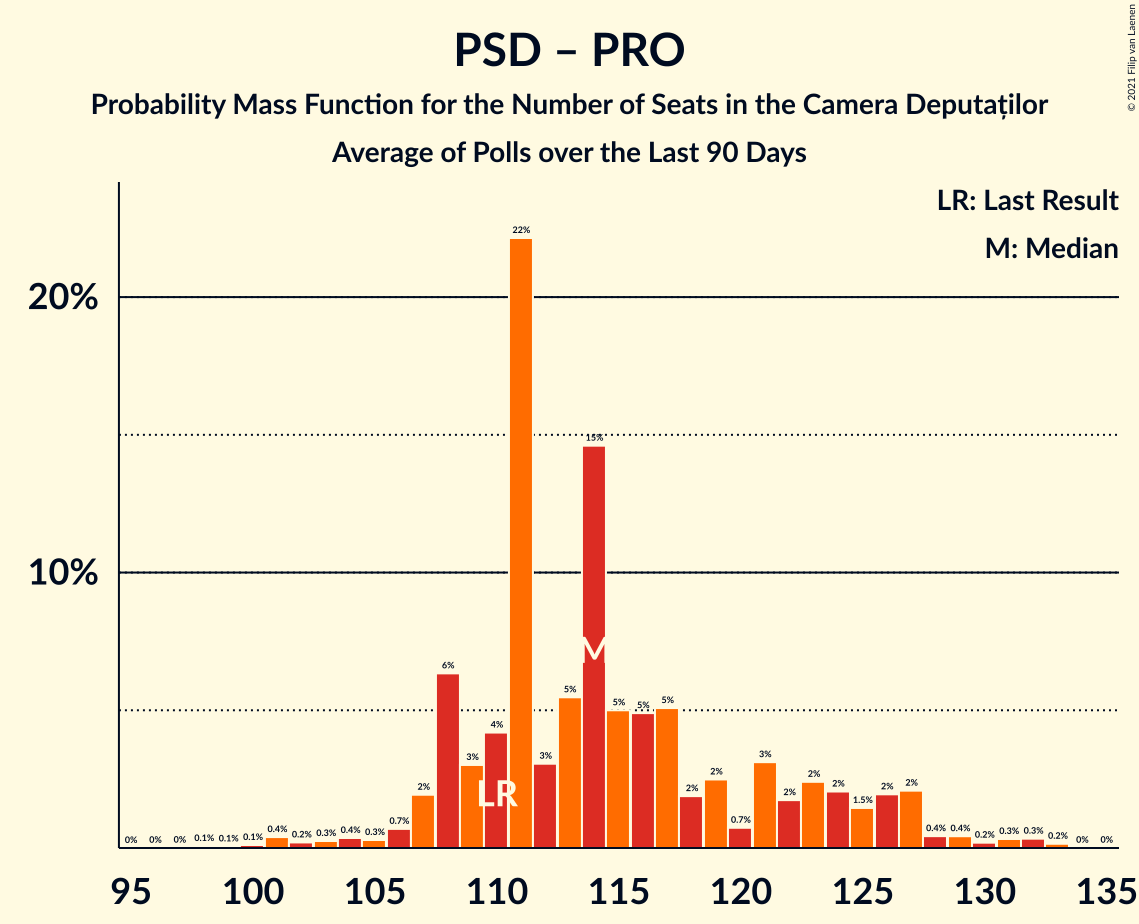 PSD – PRO
Probability Mass Function for the Number of Seats in the Camera Deputaților
Average of Polls over the Last 90 Days
© 2021 Filip van Laenen
LR: Last Result
M: Median
20%
10%
0% 0% 0% 0.1% 0.1% 0.1% 0.4% 0.2% 0.3% 0.4% 0.3% 0.7% 2% 6% 3% 4% 22% 3% 5% 15% 5% 5% 5% 2% 2% 0.7% 3% 2% 2% 2% 1.5% 2% 2% 0.4% 0.4% 0.2% 0.3% 0.3% 0.2% 0% 0%
M
LR
95 100 105 110 115 120 125 130 135